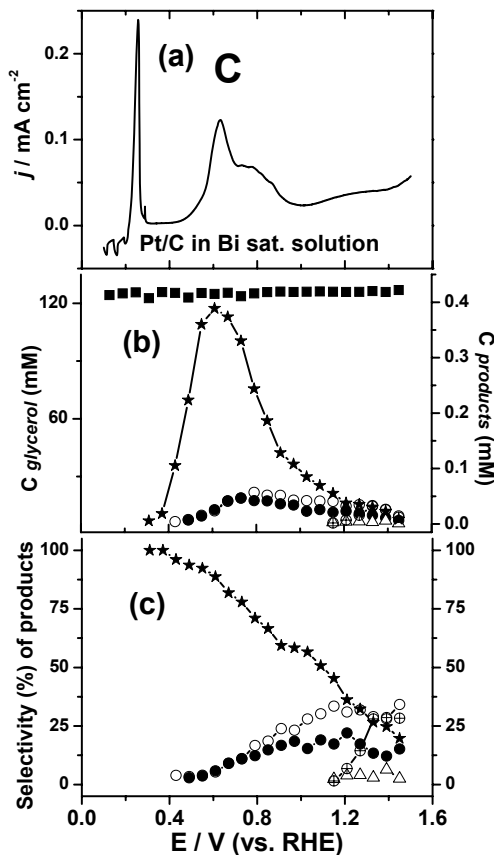 (a)
C
0.2
0.1
0.0
j / mA cm⁻²
Pt/C in Bi sat. solution
(b)
120
60
C glycerol (mM)
0.4
0.3
0.2
0.1
0.0
C products (mM)
(c)
100
75
50
25
0
Selectivity (%) of products
100
75
50
25
0
0.0 0.4 0.8 1.2 1.6
E / V (vs. RHE)